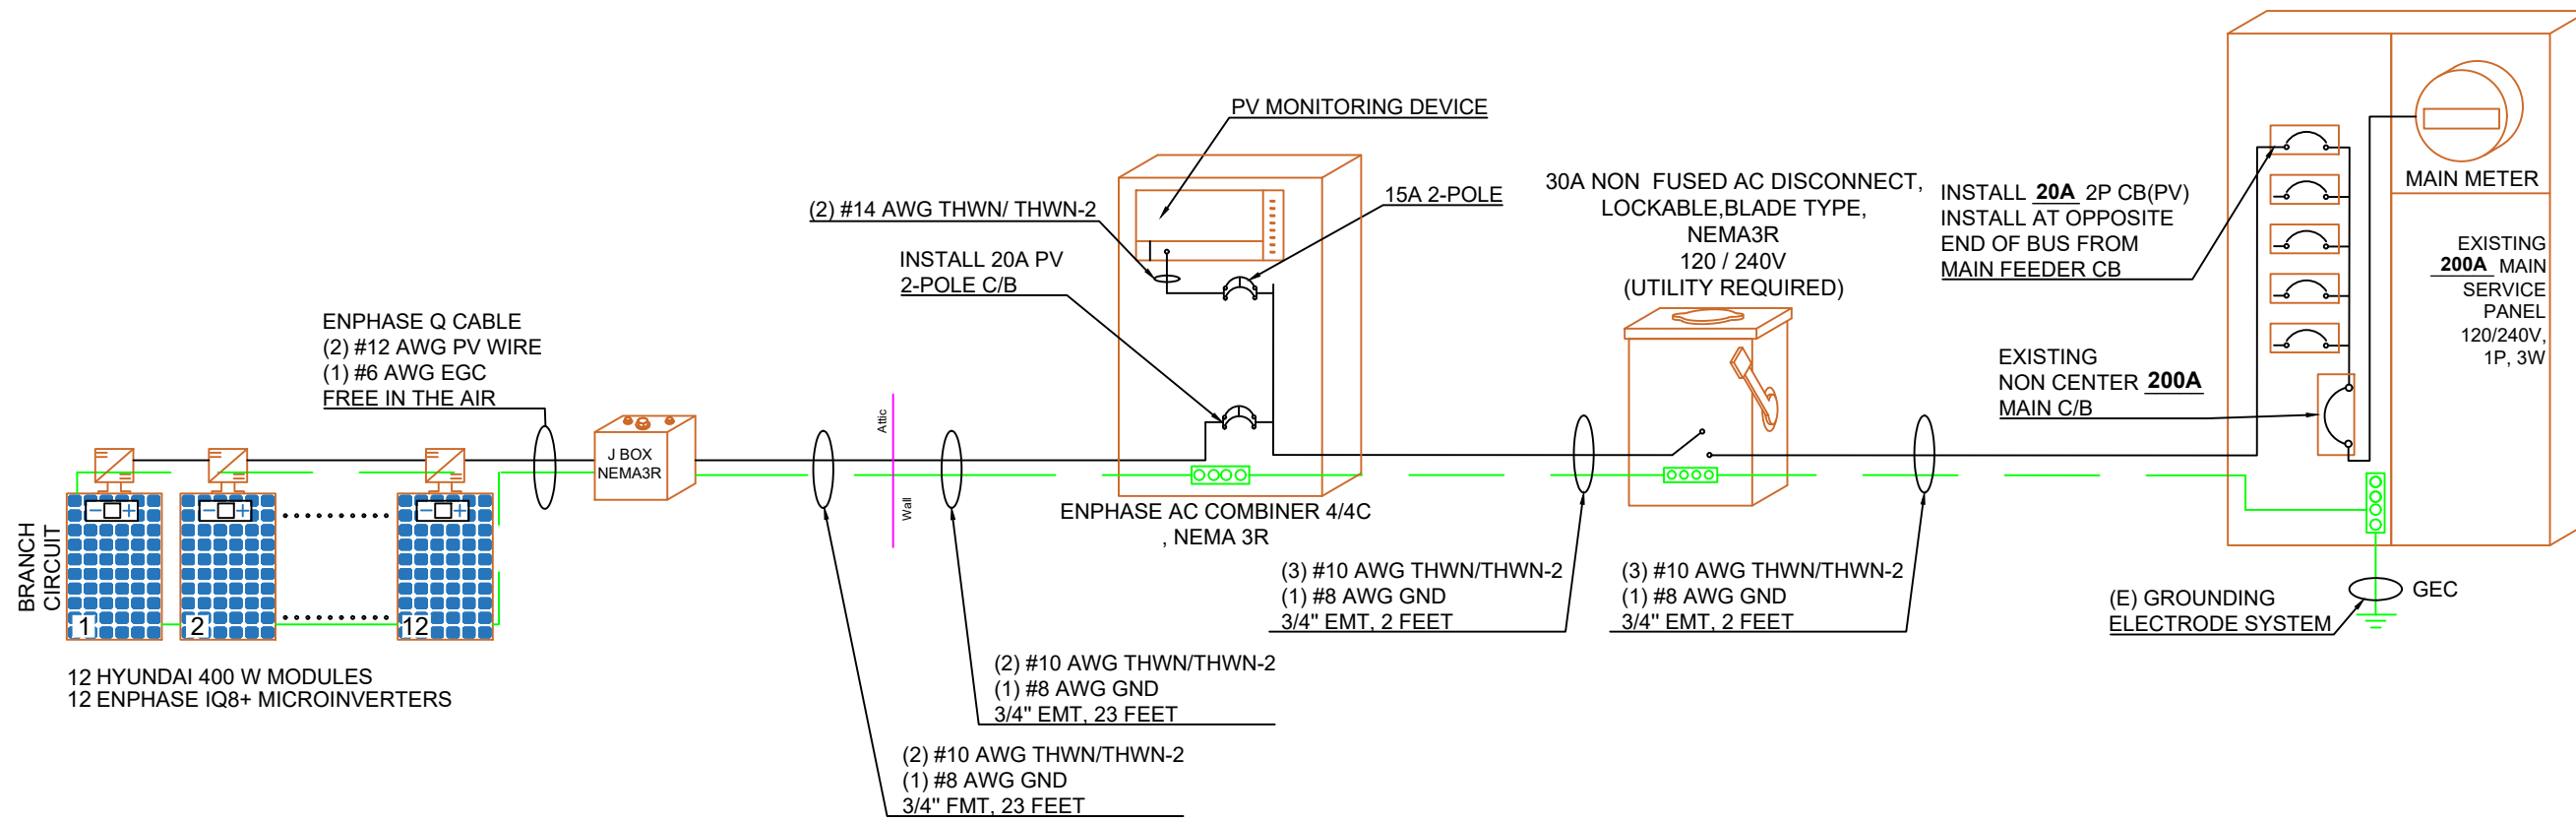 PV MONITORING DEVICE
(2) #14 AWG THWN/ THWN-2
15A 2-POLE
INSTALL 20A PV
2-POLE C/B
30A NON FUSED AC DISCONNECT,
LOCKABLE,BLADE TYPE,
NEMA3R
120 / 240V
(UTILITY REQUIRED)
INSTALL 20A 2P CB(PV)
INSTALL AT OPPOSITE
END OF BUS FROM
MAIN FEEDER CB
MAIN METER
EXISTING
200A MAIN
SERVICE
PANEL
120/240V,
1P, 3W
EXISTING
NON CENTER 200A
MAIN C/B
ENPHASE Q CABLE
(2) #12 AWG PV WIRE
(1) #6 AWG EGC
FREE IN THE AIR
J BOX
NEMA3R
Attic
Wall
ENPHASE AC COMBINER 4/4C
, NEMA 3R
BRANCH
CIRCUIT
1
2
12
12 HYUNDAI 400 W MODULES
12 ENPHASE IQ8+ MICROINVERTERS
(2) #10 AWG THWN/THWN-2
(1) #8 AWG GND
3/4" FMT, 23 FEET
(2) #10 AWG THWN/THWN-2
(1) #8 AWG GND
3/4" EMT, 23 FEET
(3) #10 AWG THWN/THWN-2
(1) #8 AWG GND
3/4" EMT, 2 FEET
(3) #10 AWG THWN/THWN-2
(1) #8 AWG GND
3/4" EMT, 2 FEET
(E) GROUNDING
ELECTRODE SYSTEM
GEC